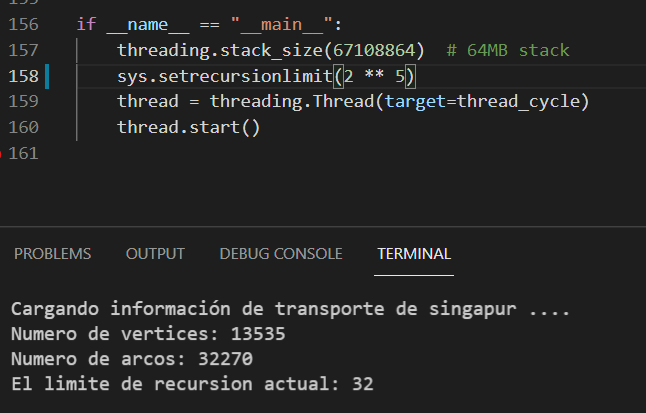 156 if __name__ == "__main__":
157 threading.stack_size(67108864)  # 64MB stack
158 sys.setrecursionlimit(2 ** 5)
159 thread = threading.Thread(target=thread_cycle)
160 thread.start()
161
PROBLEMS OUTPUT DEBUG CONSOLE TERMINAL
Cargando información de transporte de singapur ....
Numero de vertices: 13535
Numero de arcos: 32270
El limite de recursion actual: 32